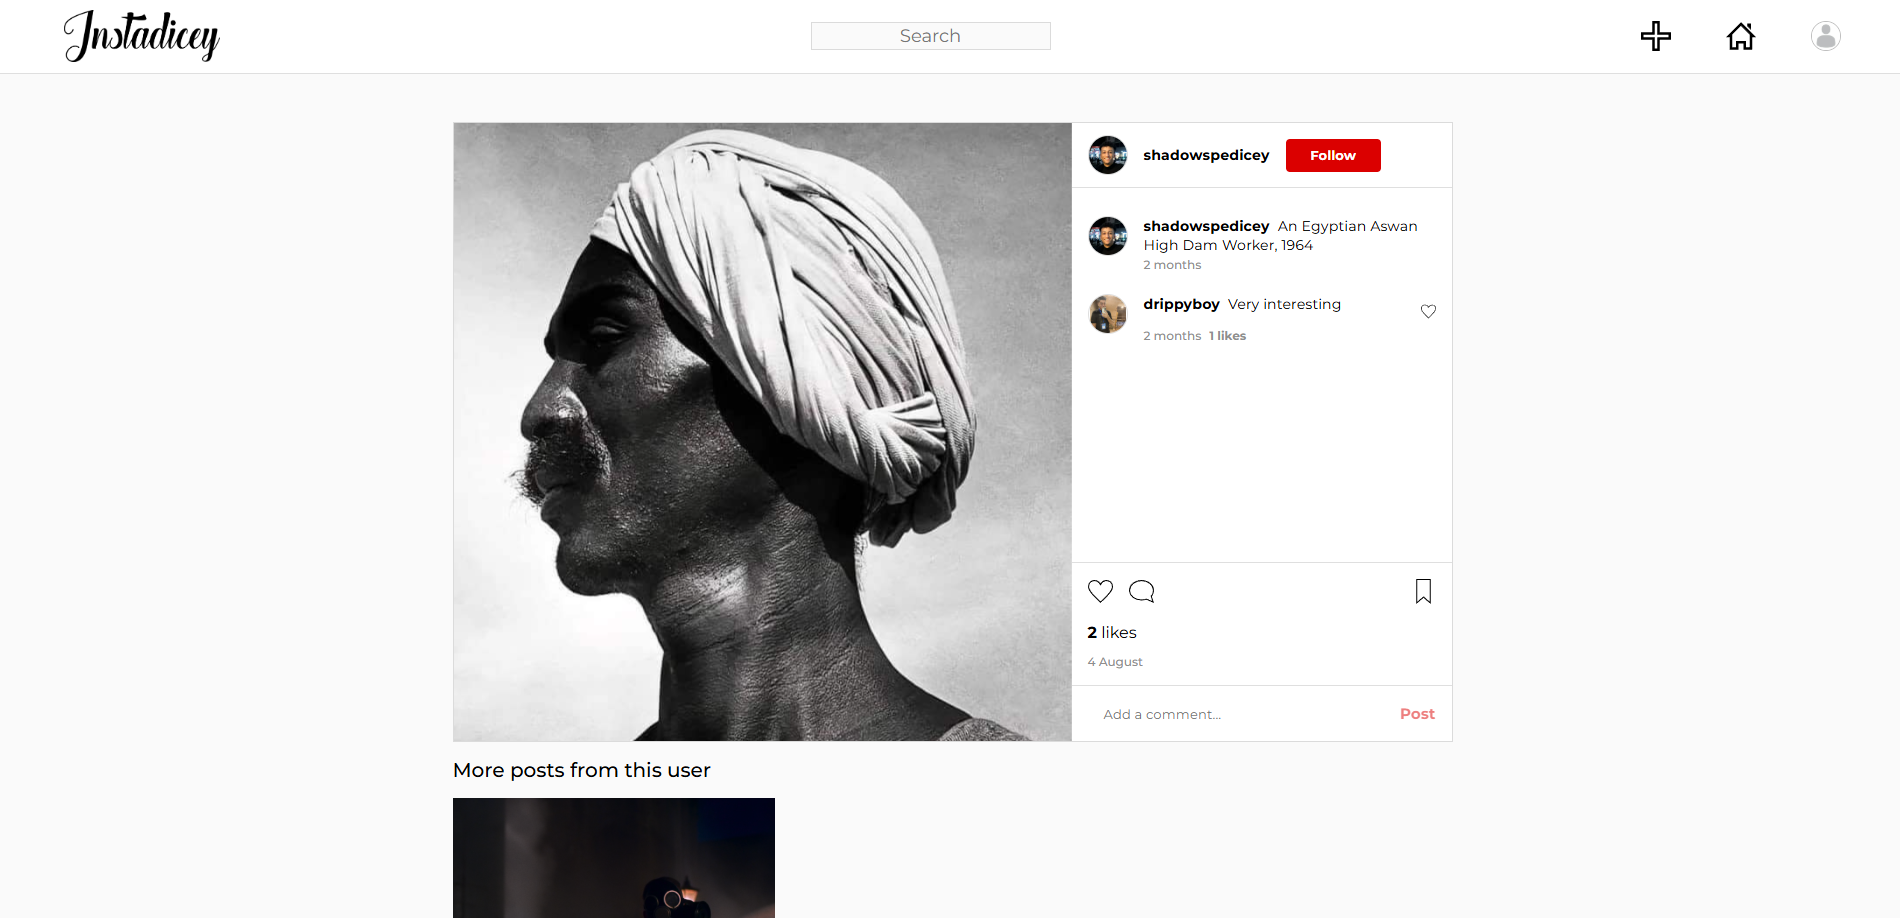 Instadicey
Search
shadowspedicey
Follow
shadowspedicey An Egyptian Aswan
High Dam Worker, 1964
2 months
drippyboy Very interesting
2 months 1 likes
2 likes
4 August
Add a comment...
Post
More posts from this user